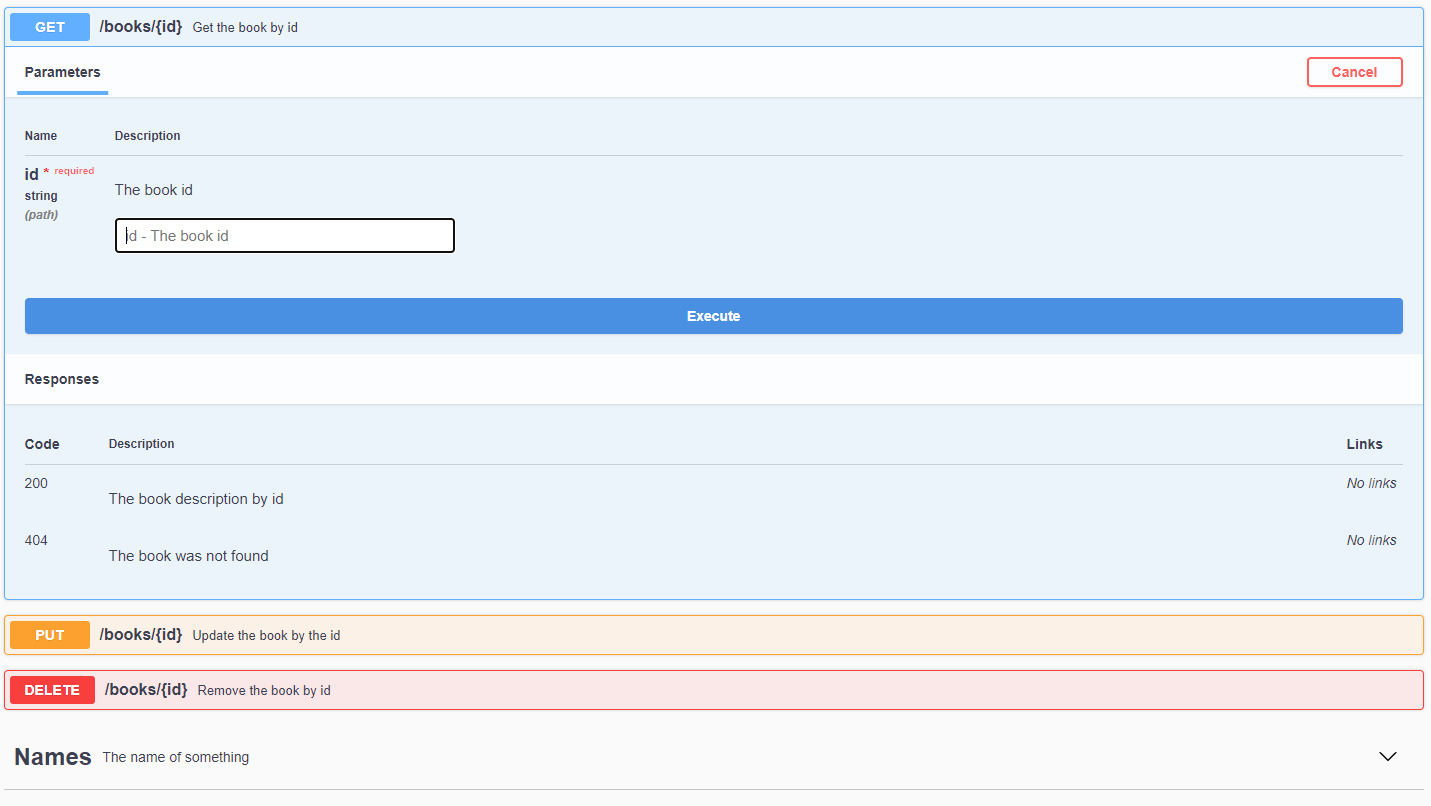 GET /books/{id} Get the book by id
Parameters Cancel
Name Description
id * required
string
(path)
The book id
id - The book id
Execute
Responses
Code Description Links
200 The book description by id No links
404 The book was not found No links
PUT /books/{id} Update the book by the id
DELETE /books/{id} Remove the book by id
Names The name of something